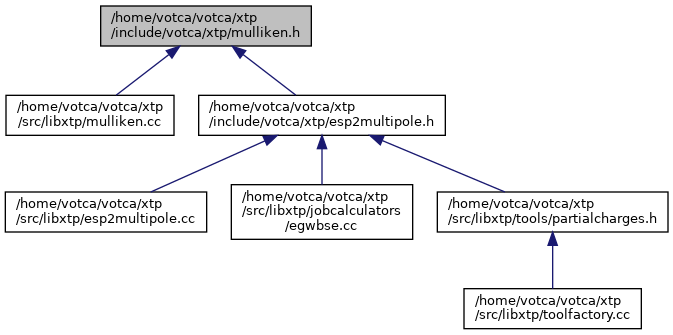 /home/votca/votca/xtp
/include/votca/xtp/mulliken.h
/home/votca/votca/xtp
/src/libxtp/mulliken.cc
/home/votca/votca/xtp
/include/votca/xtp/esp2multipole.h
/home/votca/votca/xtp
/src/libxtp/esp2multipole.cc
/home/votca/votca/xtp
/src/libxtp/jobcalculators
/egwbse.cc
/home/votca/votca/xtp
/src/libxtp/tools/partialcharges.h
/home/votca/votca/xtp
/src/libxtp/toolfactory.cc